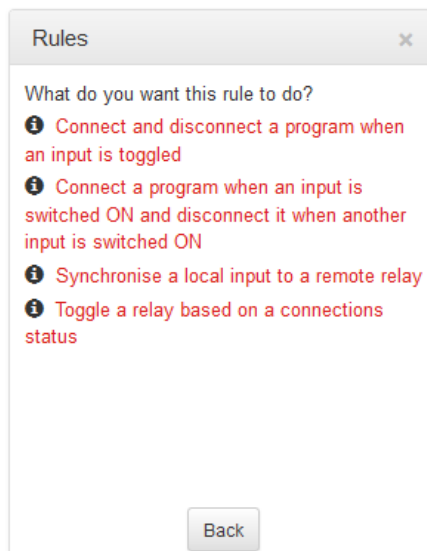 Rules ×
What do you want this rule to do?
Connect and disconnect a program when
an input is toggled
Connect a program when an input is
switched ON and disconnect it when another
input is switched ON
Synchronise a local input to a remote relay
Toggle a relay based on a connections
status
Back